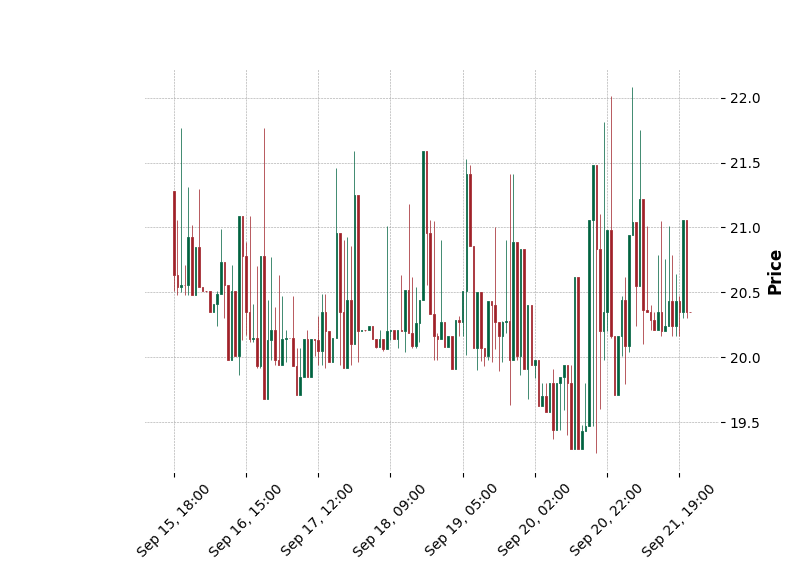 22.0
21.5
21.0
20.5
20.0
19.5
Price
Sep 15, 18:00
Sep 16, 15:00
Sep 17, 12:00
Sep 18, 09:00
Sep 19, 05:00
Sep 20, 02:00
Sep 20, 22:00
Sep 21, 19:00